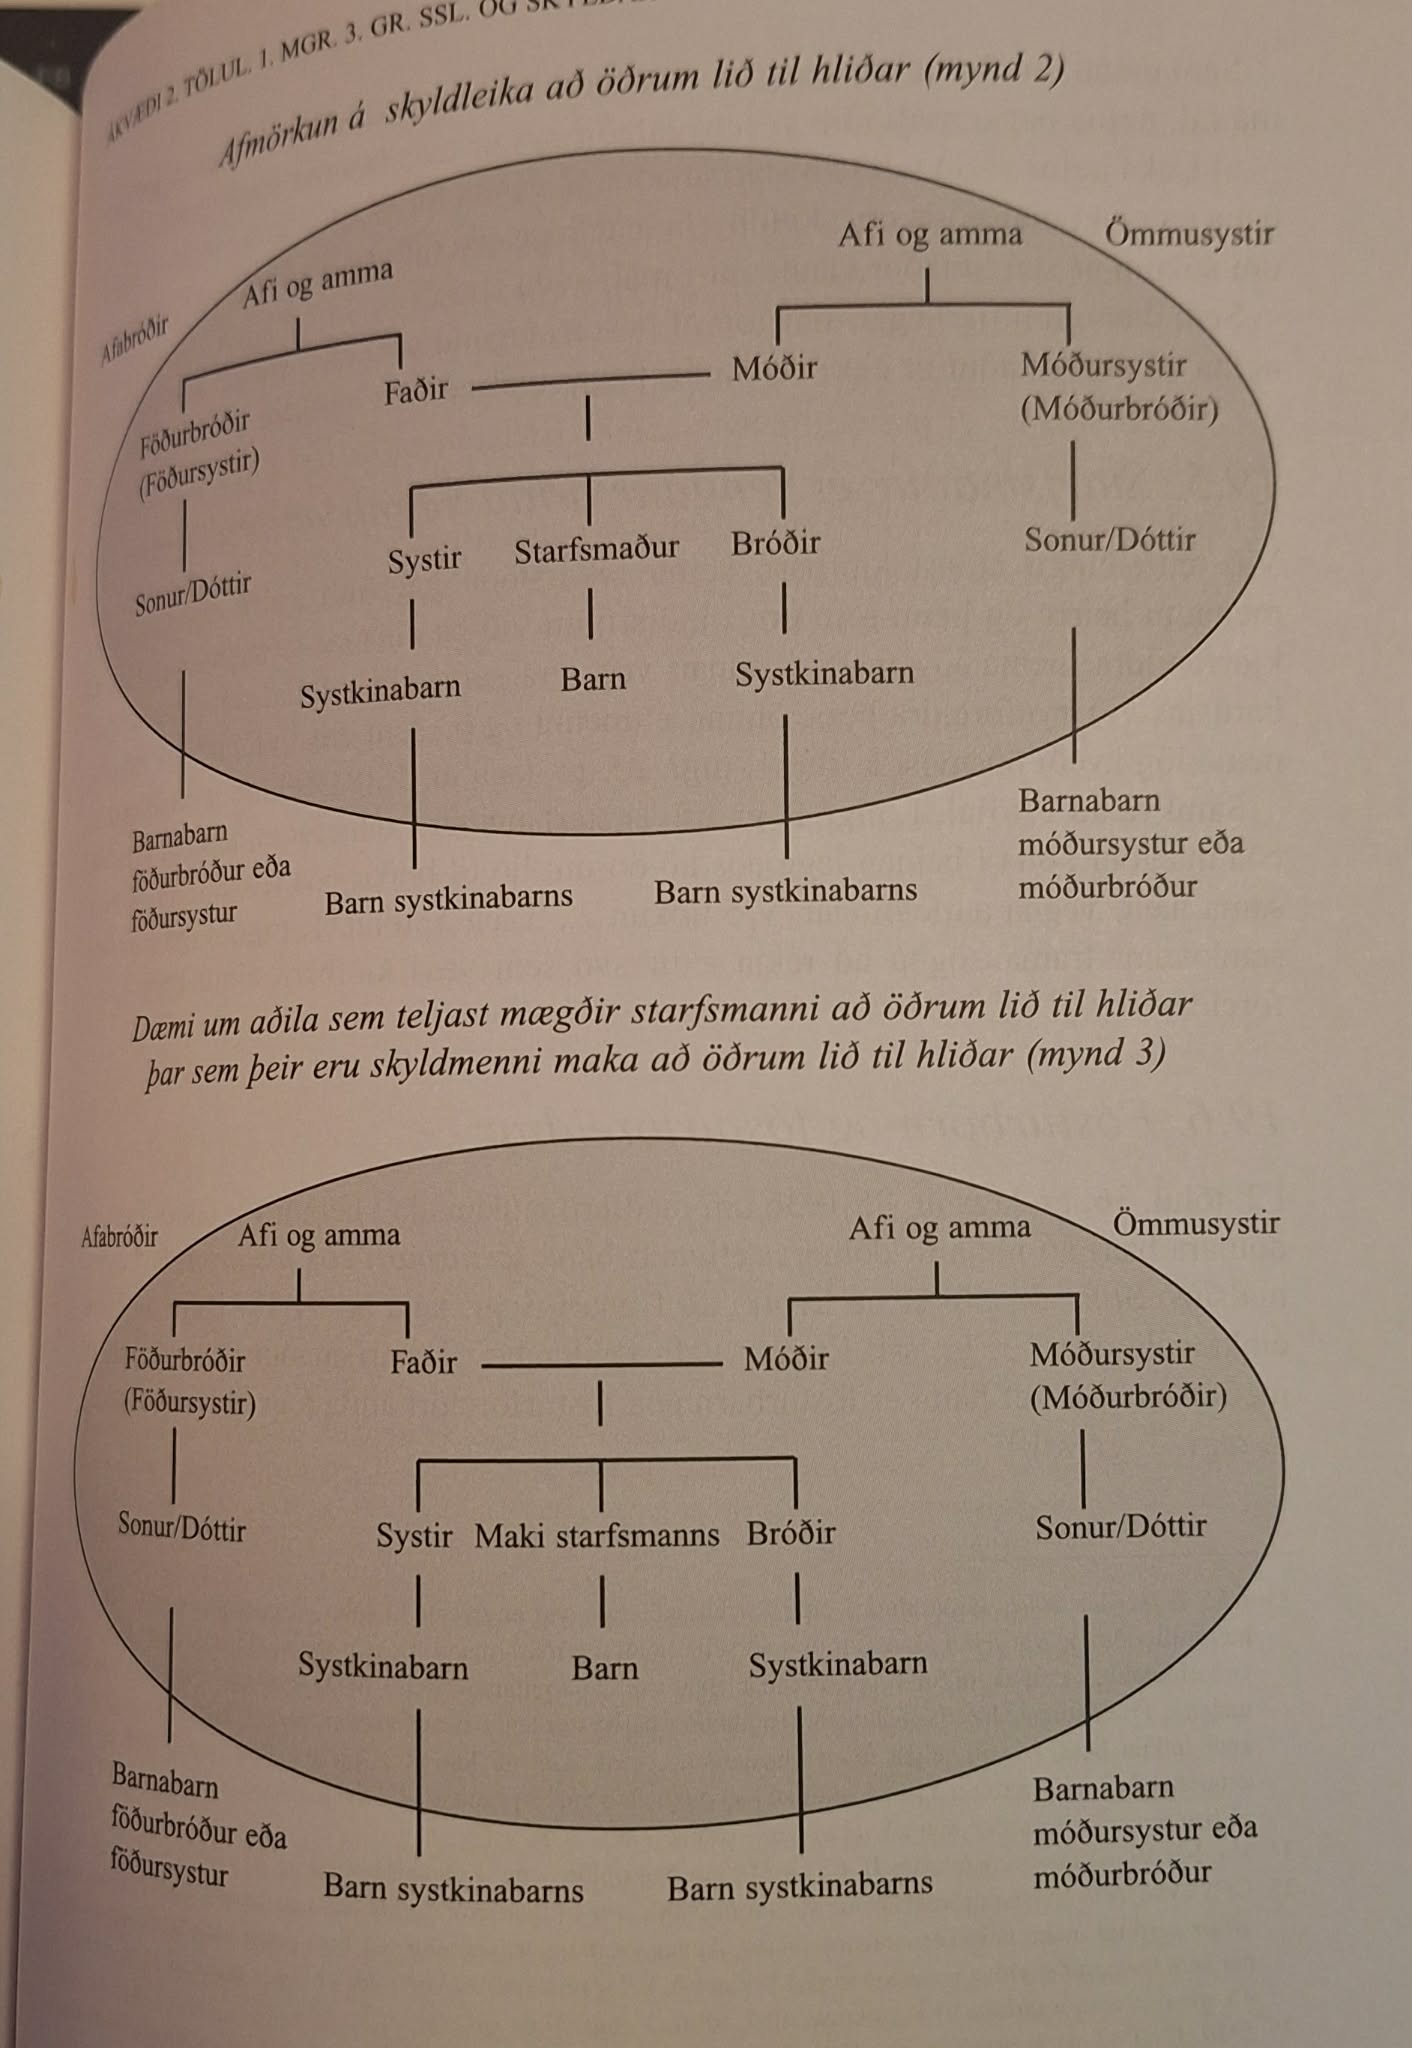 ÁKVÆÐI 2. TÖLUL. 1. MGR. 3. GR. SSL. OG
Afmörkun á skyldleika að öðrum lið til hliðar (mynd 2)
Afi og amma Ömmusystir
Afi og amma
Afabróðir
Faðir Móðir Móðursystir
(Móðurbróðir)
Föðurbróðir
(Föðursystir)
Systir Starfsmaður Bróðir Sonur/Dóttir
Sonur/Dóttir
Systkinabarn Barn Systkinabarn
Barnabarn
föðurbróður eða
föðursystur
Barn systkinabarns Barn systkinabarns
Barnabarn
móðursystur eða
móðurbróður
Dæmi um aðila sem teljast mægðir starfsmanni að öðrum lið til hliðar
þar sem þeir eru skyldmenni maka að öðrum lið til hliðar (mynd 3)
Afabróðir Afi og amma Afi og amma Ömmusystir
Föðurbróðir Faðir Móðir Móðursystir
(Föðursystir) (Móðurbróðir)
Sonur/Dóttir Systir Maki starfsmanns Bróðir Sonur/Dóttir
Systkinabarn Barn Systkinabarn
Barnabarn
föðurbróður eða
föðursystur
Barn systkinabarns Barn systkinabarns
Barnabarn
móðursystur eða
móðurbróður